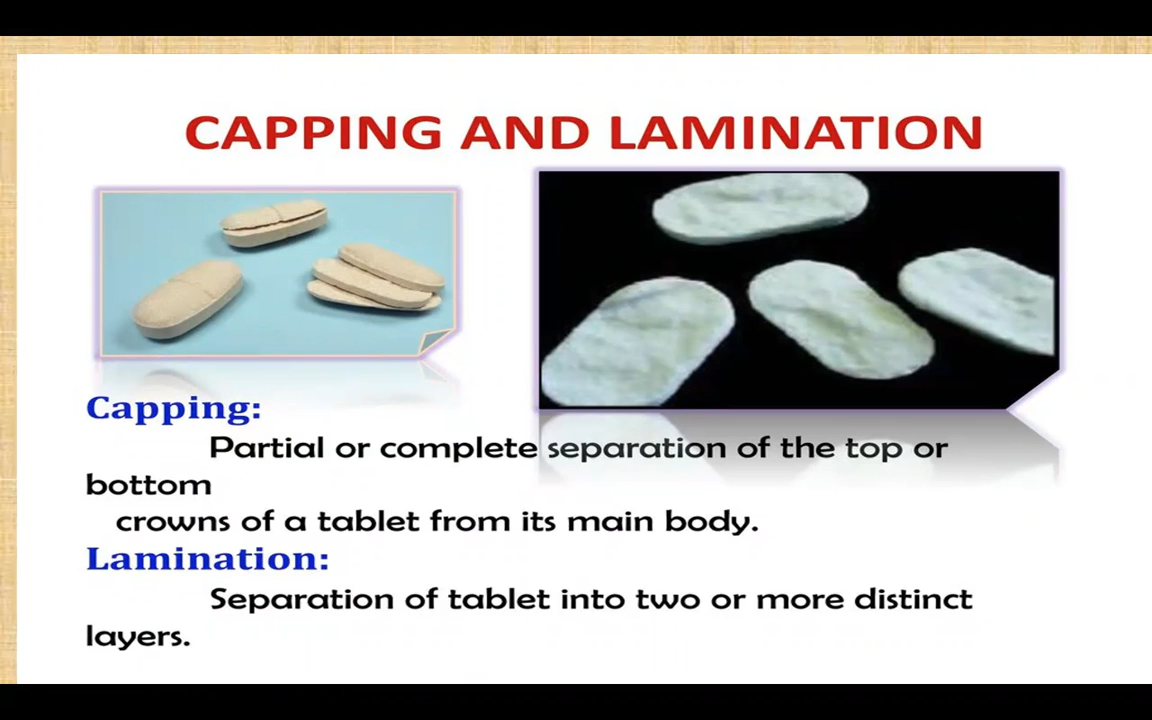 CAPPING AND LAMINATION
Capping:
Partial or complete separation of the top or
bottom
crowns of a tablet from its main body.
Lamination:
Separation of tablet into two or more distinct
layers.